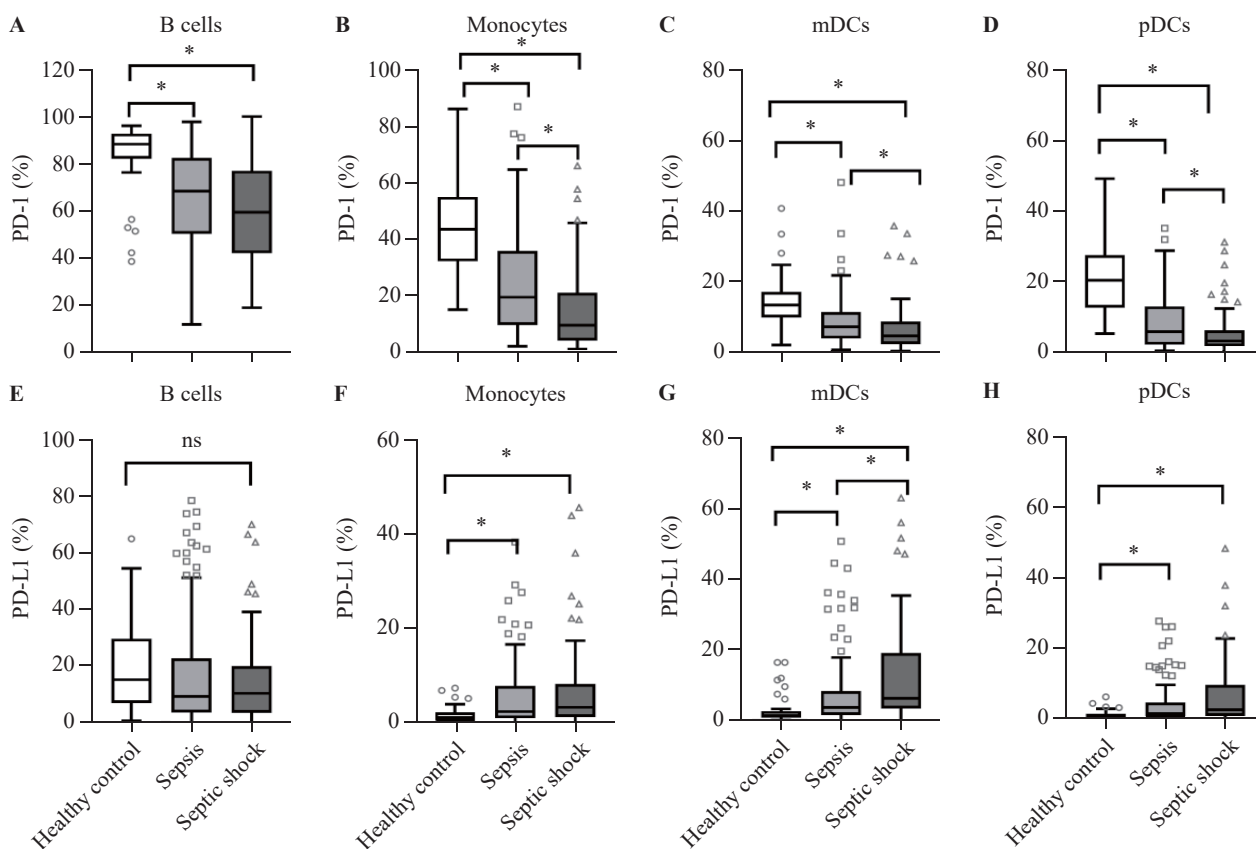 A B cells
PD-1 (%)
120
100
80
60
40
20
0
* *
B Monocytes
PD-1 (%)
100
80
60
40
20
0
* * *
C mDCs
PD-1 (%)
80
60
40
20
0
* * *
D pDCs
PD-1 (%)
80
60
40
20
0
* * *
E B cells
PD-L1 (%)
100
80
60
40
20
0
ns
Healthy control
Sepsis
Septic shock
F Monocytes
PD-L1 (%)
60
40
20
0
* *
Healthy control
Sepsis
Septic shock
G mDCs
PD-L1 (%)
80
60
40
20
0
* * *
Healthy control
Sepsis
Septic shock
H pDCs
PD-L1 (%)
80
60
40
20
0
* *
Healthy control
Sepsis
Septic shock